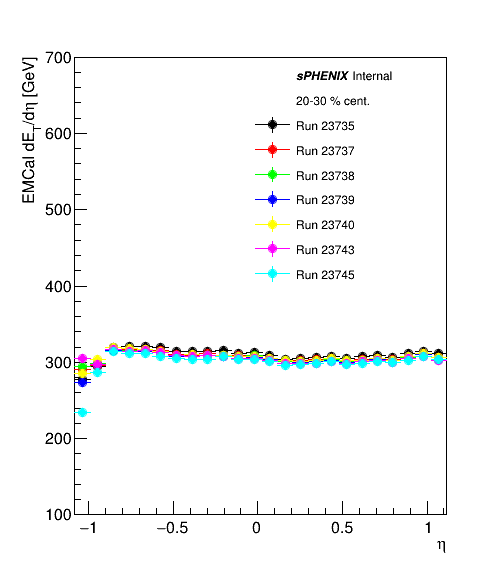 EMCal dE_T/dη [GeV]
700
600
500
400
300
200
100
sPHENIX Internal
20-30 % cent.
Run 23735
Run 23737
Run 23738
Run 23739
Run 23740
Run 23743
Run 23745
−1 −0.5 0 0.5 1
η